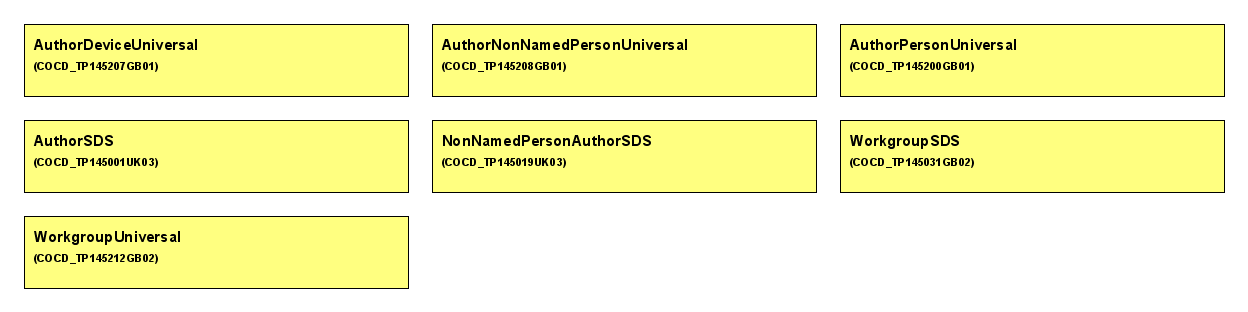 AuthorDeviceUniversal
(COCD_TP145207GB01)
AuthorNonNamedPersonUniversal
(COCD_TP145208GB01)
AuthorPersonUniversal
(COCD_TP145200GB01)
AuthorSDS
(COCD_TP145001UK03)
NonNamedPersonAuthorSDS
(COCD_TP145019UK03)
WorkgroupSDS
(COCD_TP145031GB02)
WorkgroupUniversal
(COCD_TP145212GB02)